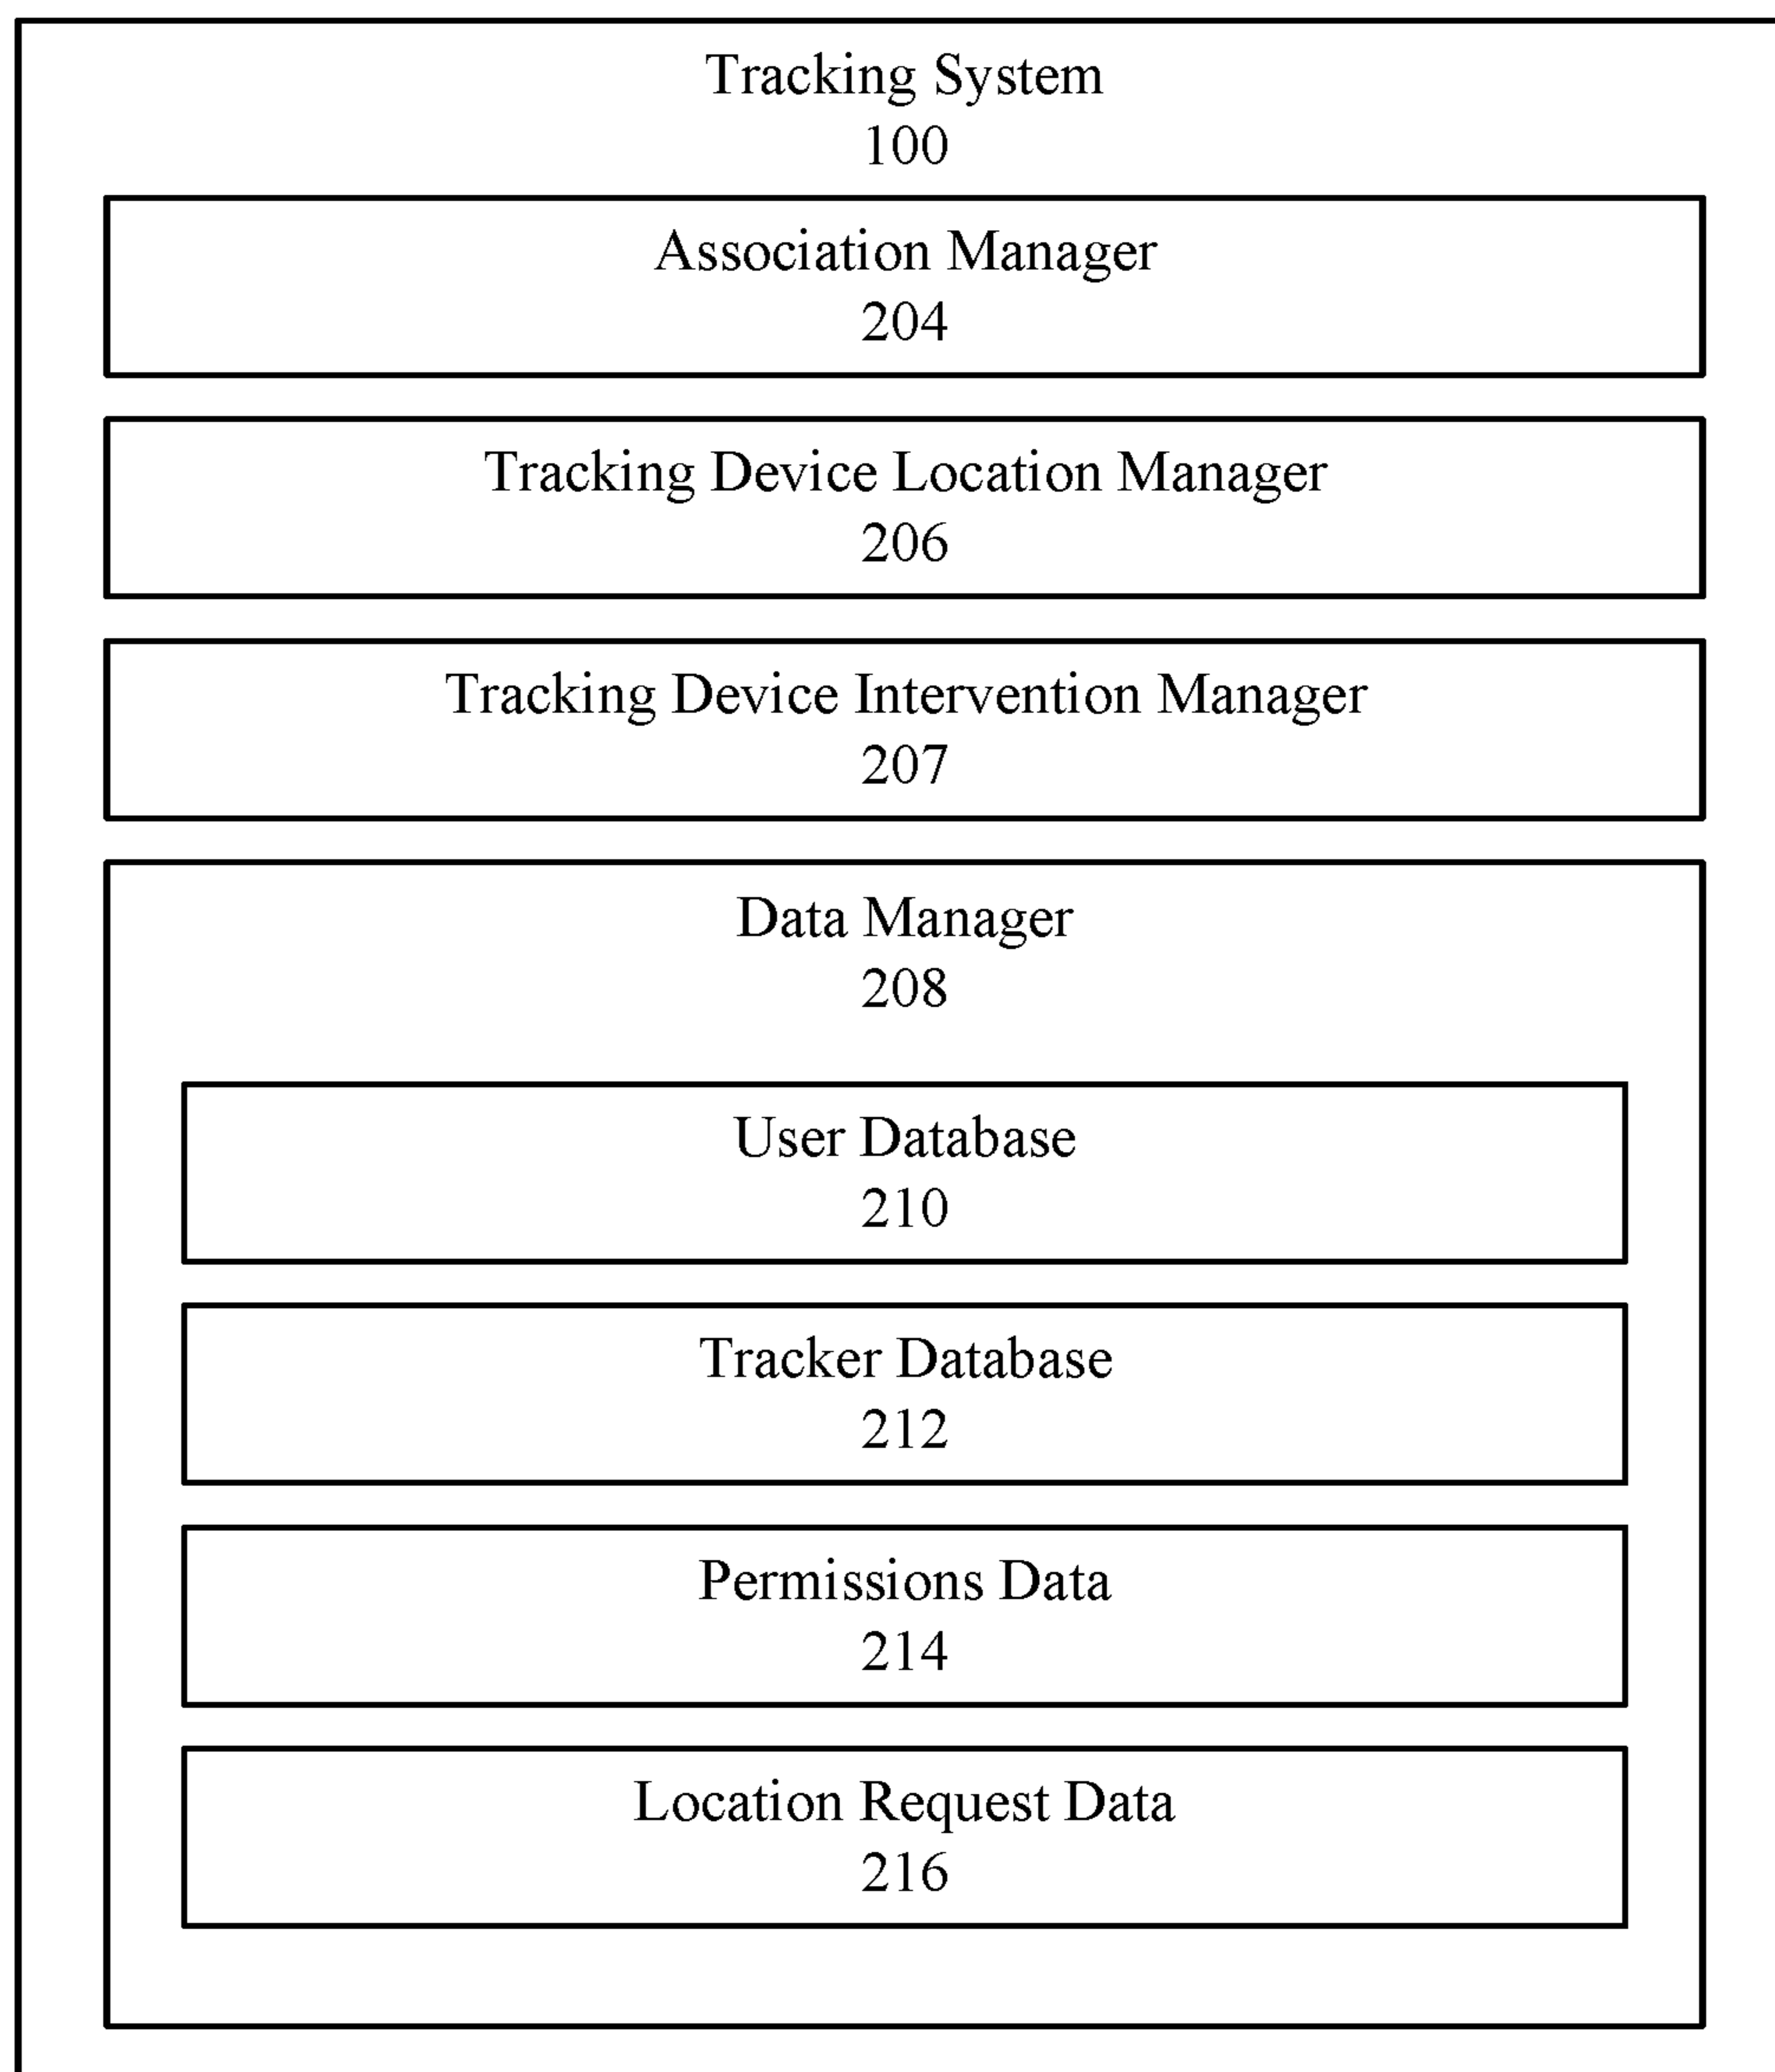 Tracking System
100
Association Manager
204
Tracking Device Location Manager
206
Tracking Device Intervention Manager
207
Data Manager
208
User Database
210
Tracker Database
212
Permissions Data
214
Location Request Data
216